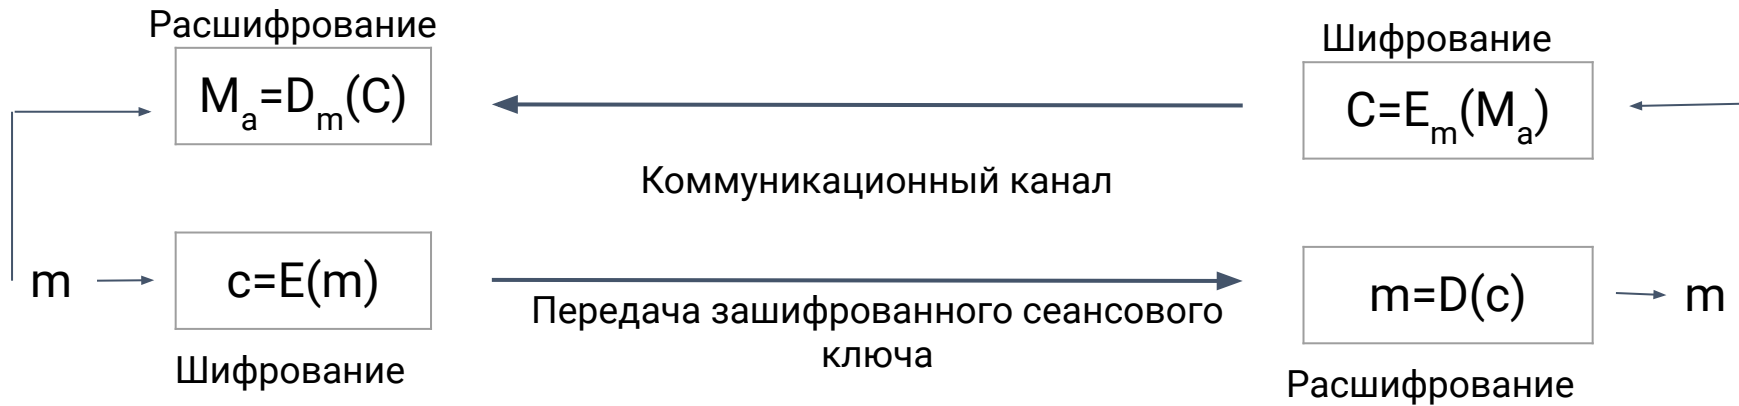 Расшифрование
Mₐ=Dₘ(C)
Шифрование
C=Eₘ(Mₐ)
Коммуникационный канал
m
c=E(m)
Передача зашифрованного сеансового
ключа
m=D(c)
m
Шифрование
Расшифрование